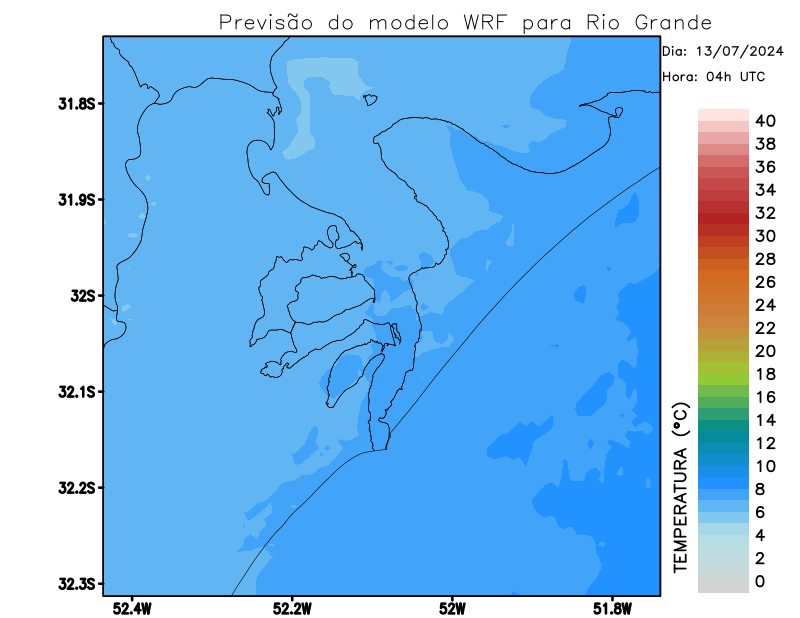 Previsão do modelo WRF para Rio Grande
Dia: 13/07/2024
Hora: 04h UTC
31.8S
31.9S
32S
32.1S
32.2S
32.3S
52.4W
52.2W
52W
51.8W
TEMPERATURA (°C)
40
38
36
34
32
30
28
26
24
22
20
18
16
14
12
10
8
6
4
2
0